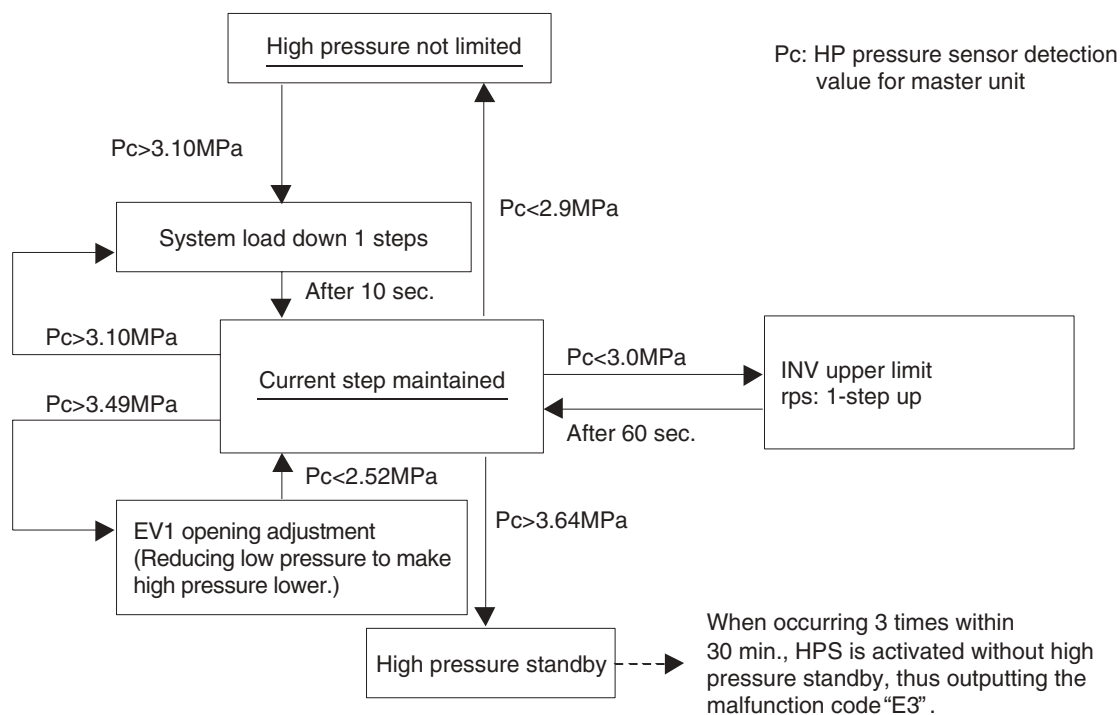 High pressure not limited
Pc: HP pressure sensor detection
value for master unit
Pc>3.10MPa
Pc<2.9MPa
System load down 1 steps
After 10 sec.
Pc>3.10MPa
Current step maintained
Pc<3.0MPa
INV upper limit
rps: 1-step up
After 60 sec.
Pc>3.49MPa
Pc<2.52MPa
EV1 opening adjustment
(Reducing low pressure to make
high pressure lower.)
Pc>3.64MPa
High pressure standby
When occurring 3 times within
30 min., HPS is activated without high
pressure standby, thus outputting the
malfunction code “E3”.